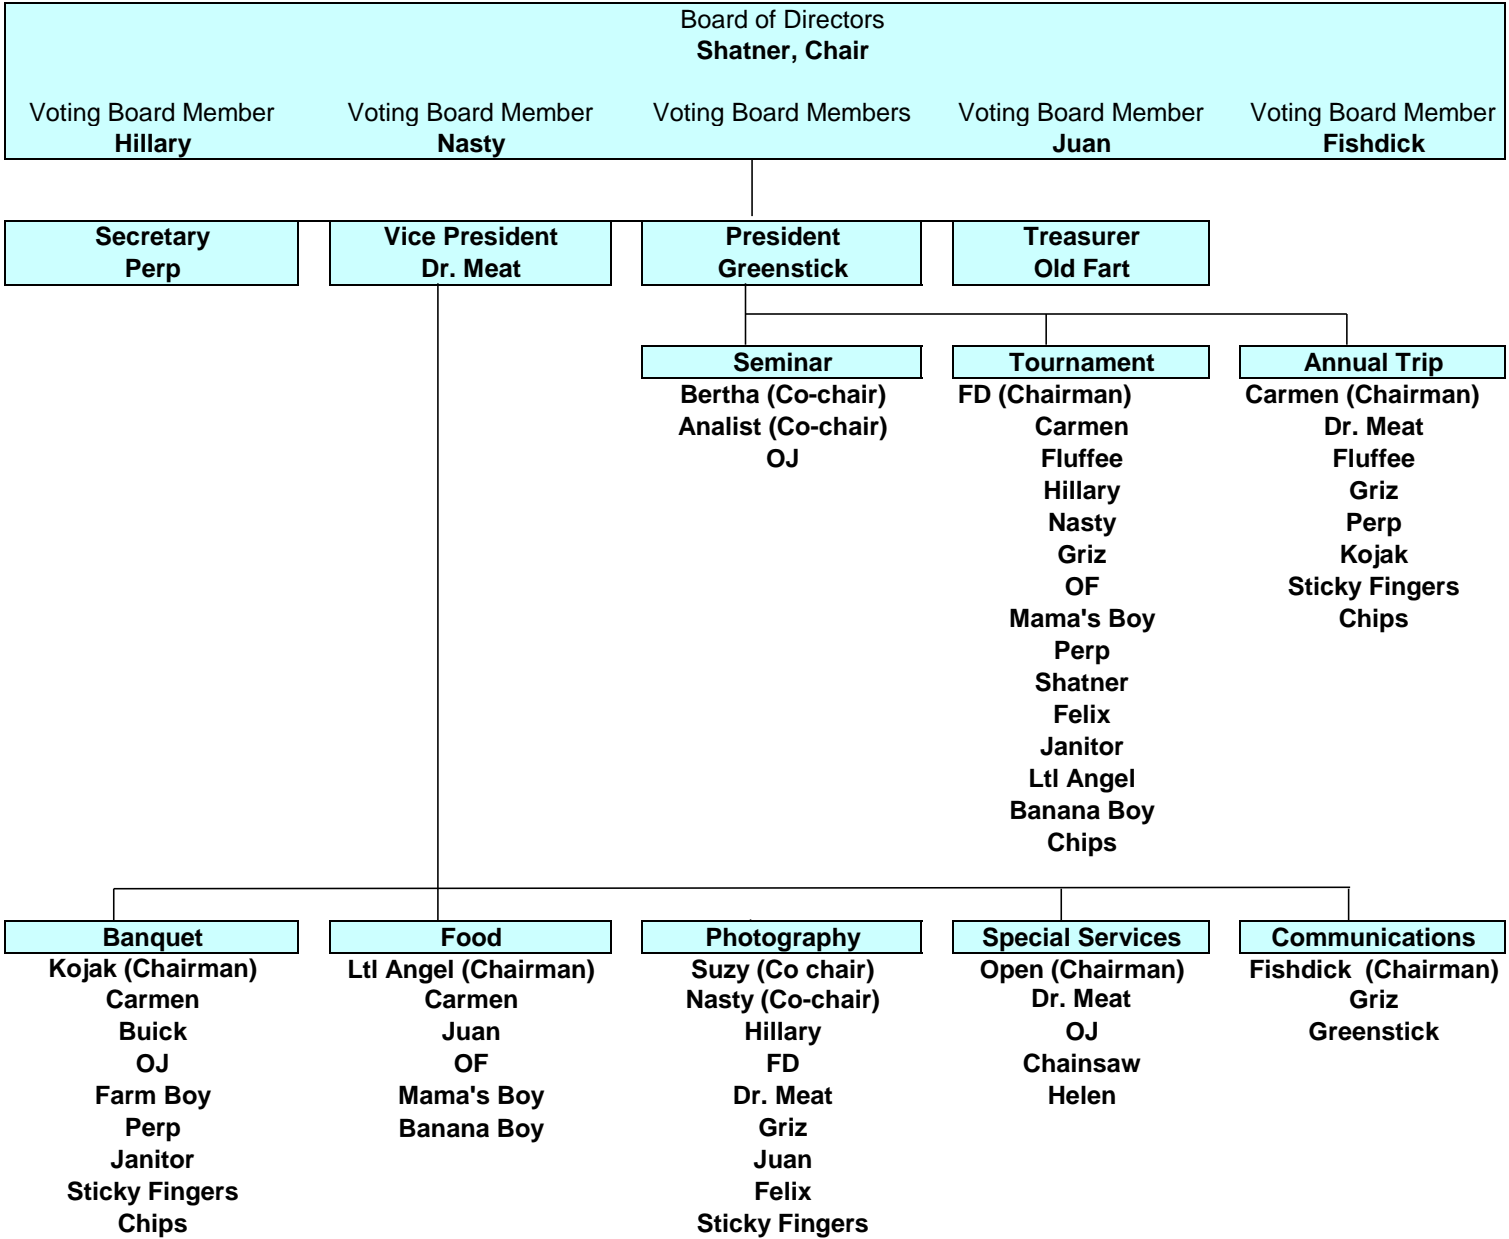 Board of Directors
Shatner, Chair
Voting Board Member
Hillary
Voting Board Member
Nasty
Voting Board Members
Voting Board Member
Juan
Voting Board Member
Fishdick
Secretary
Perp
Vice President
Dr. Meat
President
Greenstick
Treasurer
Old Fart
Seminar
Bertha (Co-chair)
Analist (Co-chair)
OJ
Tournament
FD (Chairman)
Carmen
Fluffee
Hillary
Nasty
Griz
OF
Mama's Boy
Perp
Shatner
Felix
Janitor
Ltl Angel
Banana Boy
Chips
Annual Trip
Carmen (Chairman)
Dr. Meat
Fluffee
Griz
Perp
Kojak
Sticky Fingers
Chips
Banquet
Kojak (Chairman)
Carmen
Buick
OJ
Farm Boy
Perp
Janitor
Sticky Fingers
Chips
Food
Ltl Angel (Chairman)
Carmen
Juan
OF
Mama's Boy
Banana Boy
Photography
Suzy (Co chair)
Nasty (Co-chair)
Hillary
FD
Dr. Meat
Griz
Juan
Felix
Sticky Fingers
Special Services
Open (Chairman)
Dr. Meat
OJ
Chainsaw
Helen
Communications
Fishdick  (Chairman)
Griz
Greenstick